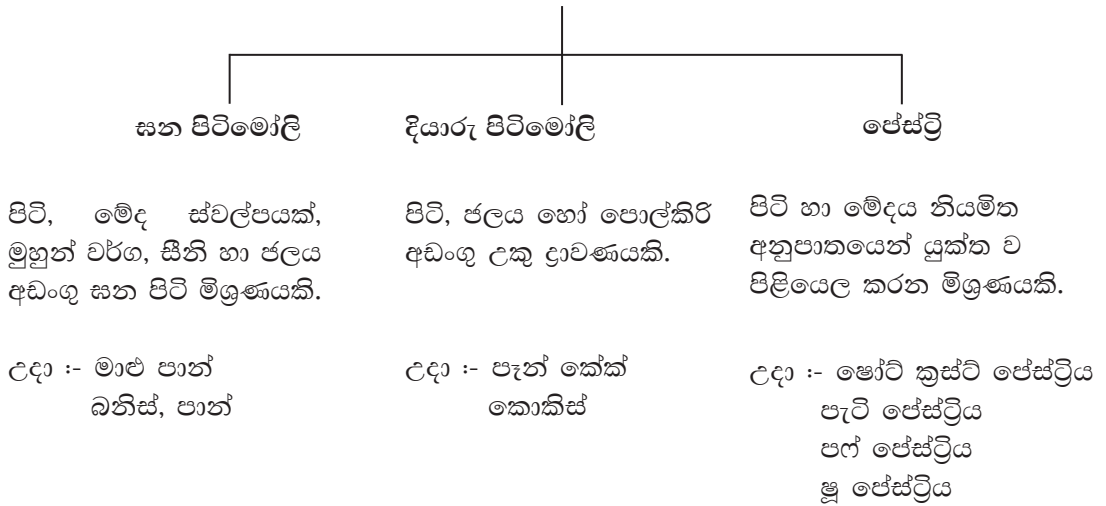 ඝන පිටිමෝලි
පිටි, මේද ස්වල්පයක්,
මුහුන් වර්ග, සීනි හා ජලය
අඩංගු ඝන පිටි මිශ්‍රණයකි.
උදා :- මාළු පාන්
බනිස්, පාන්
දියාරු පිටිමෝලි
පිටි, ජලය හෝ පොල්කිරි
අඩංගු උකු ද්‍රාවණයකි.
උදා :- පෑන් කේක්
කොකිස්
පේස්ට්‍රි
පිටි හා මේදය නියමිත
අනුපාතයෙන් යුක්ත ව
පිළියෙල කරන මිශ්‍රණයකි.
උදා :- ෂෝට් ක්‍රස්ට් පේස්ට්‍රිය
පැටි පේස්ට්‍රිය
පෆ් පේස්ට්‍රිය
ෂූ පේස්ට්‍රිය